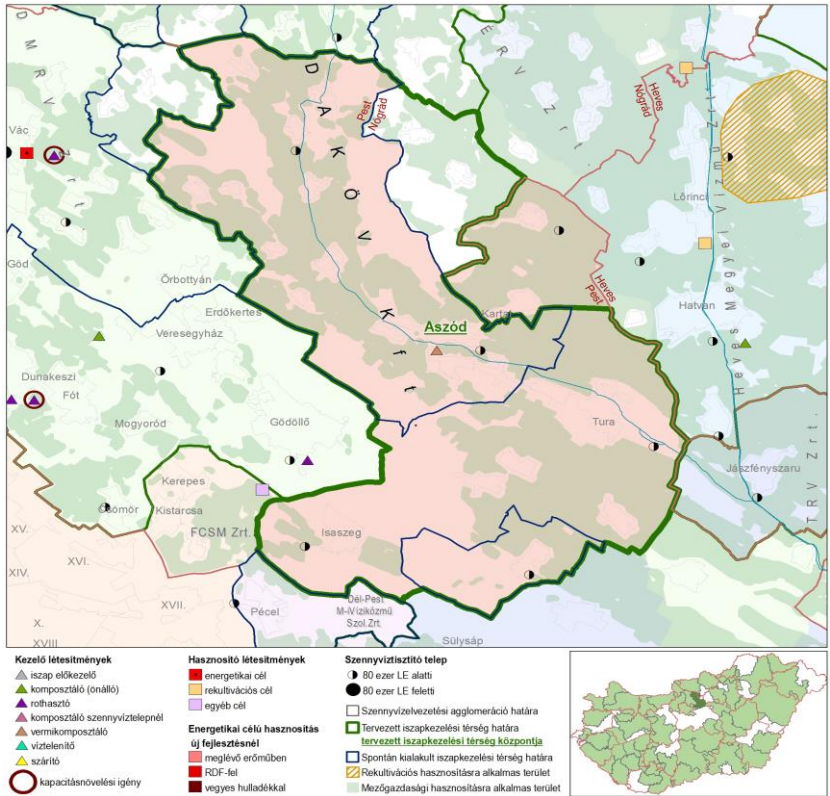 D M R V Z r t.
D A K Ö V K f t
É R V Z r t.
Pest
Nógrád
Heves
Nógrád
Vác
Lőrinci
Göd
Őrbottyán
Erdőkertes
Veresegyház
Kartal
Heves
Pest
Hatvan
Heves Megyei Vízmű Zrt.
Aszód
Dunakeszi
Fót
Mogyoród
Gödöllő
Tura
Jászfényszaru
TRV Zrt.
Kerepes
Csömör
Kistarcsa
FCSM Zrt.
Isaszeg
XV.
XVI.
XIV.
XVII.
X.
XVIII
Pécel
Dél-Pest
M-i Víziközmű
Szol.Zrt.
Sülysáp
Kezelő létesítmények
iszap előkezelő
komposztáló (önálló)
rothasztó
komposztáló szennyvíztelepnél
vermikomposztáló
víztelenítő
szárító
kapacitásnövelési igény
Hasznosító létesítmények
energetikai cél
rekultivációs cél
egyéb cél
Energetikai célú hasznosítás
új fejlesztésnél
meglévő erőműben
RDF-fel
vegyes hulladékkal
Szennyvíztisztító telep
80 ezer LE alatti
80 ezer LE feletti
Szennyvízelvezetési agglomeráció határa
Tervezett iszapkezelési térség határa
tervezett iszapkezelési térség központja
Spontán kialakult iszapkezelési térség határa
Rekultivációs hasznosításra alkalmas terület
Mezőgazdasági hasznosításra alkalmas terület